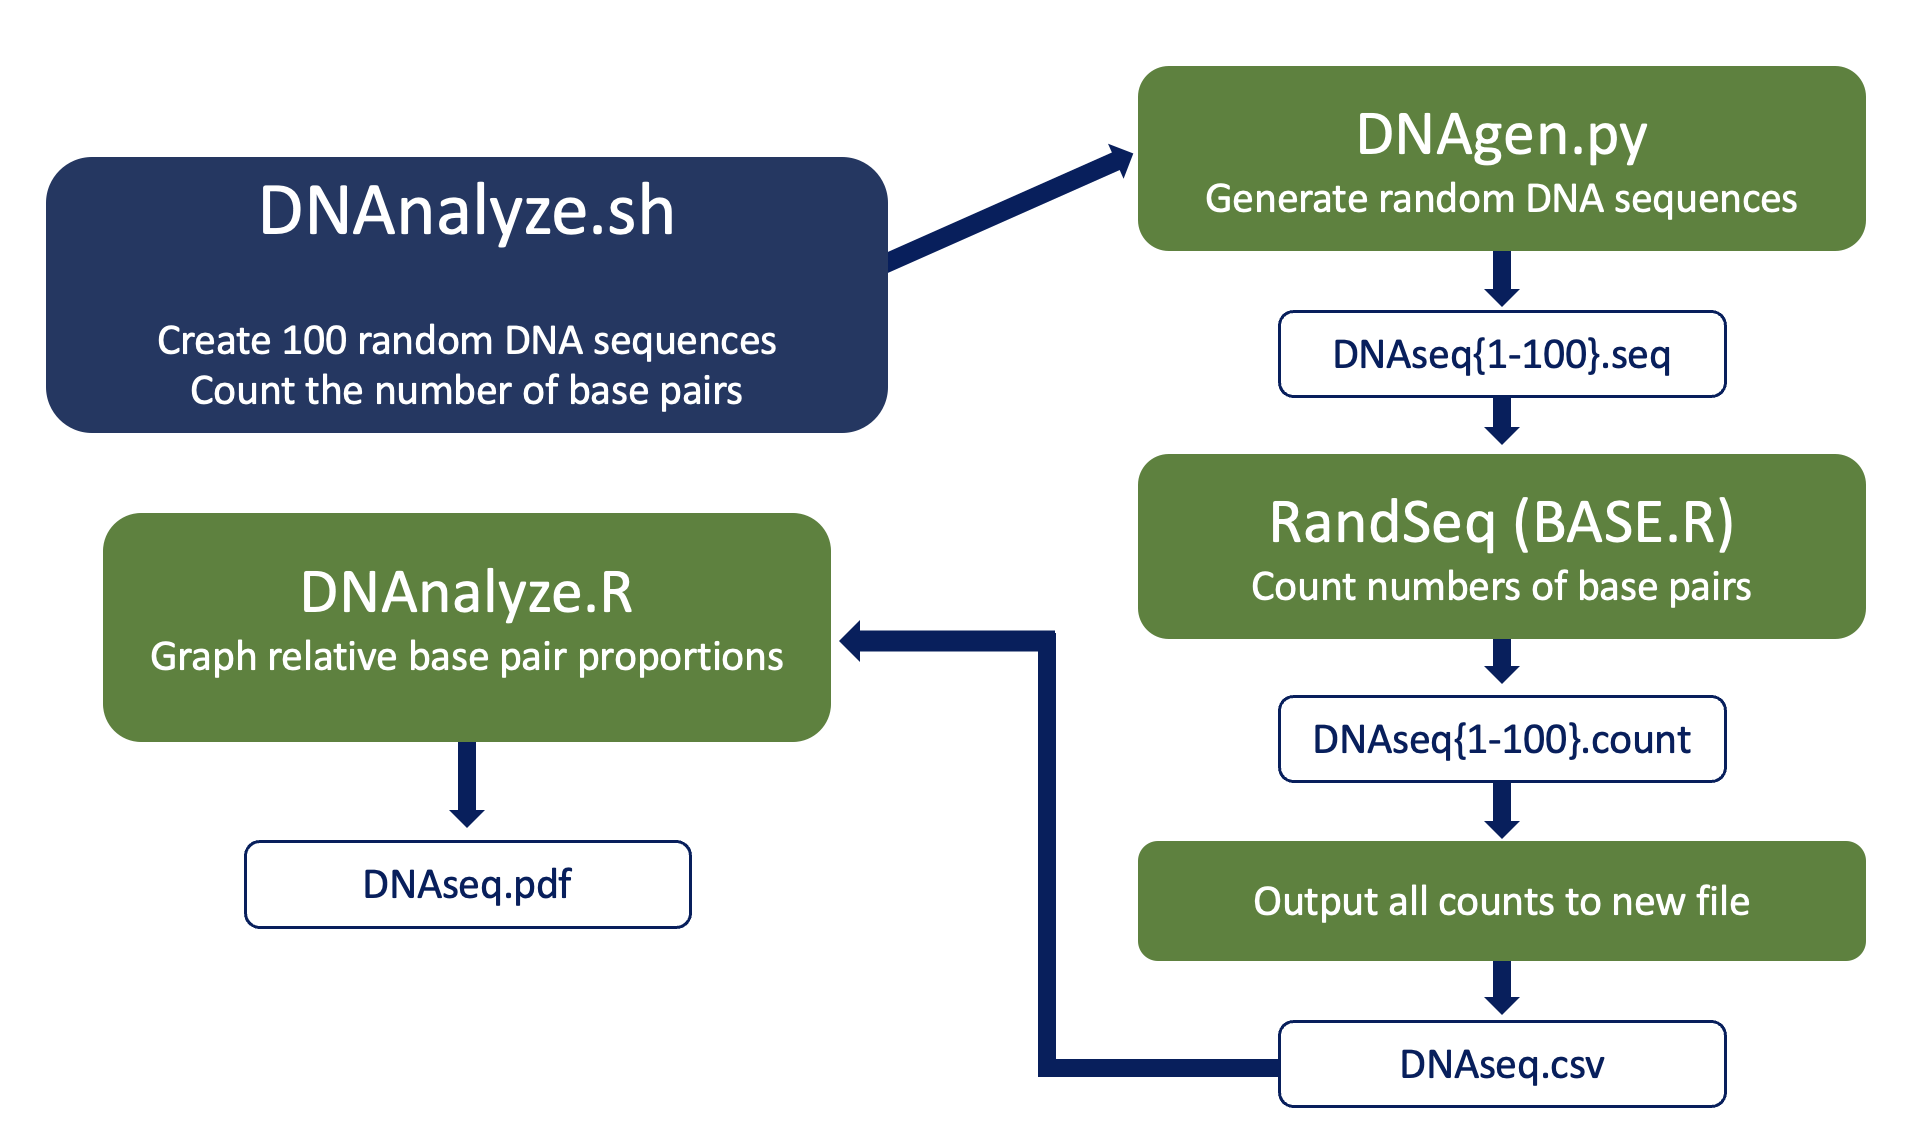 DNAnalyze.sh
Create 100 random DNA sequences
Count the number of base pairs
DNAgen.py
Generate random DNA sequences
DNAseq{1-100}.seq
RandSeq (BASE.R)
Count numbers of base pairs
DNAseq{1-100}.count
Output all counts to new file
DNAseq.csv
DNAnalyze.R
Graph relative base pair proportions
DNAseq.pdf